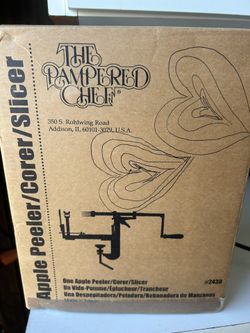 THE
PAMPERED
CHEF®
350 S. Rohlwing Road
Addison, IL 60101-3079, U.S.A.
Apple Peeler/Corer/Slicer
One Apple Peeler/Corer/Slicer
Un Vide-Pomme/Éplucheur/Trancheur
Una Despepitadora/Peladora/Rebanadora de Manzanas
#2430